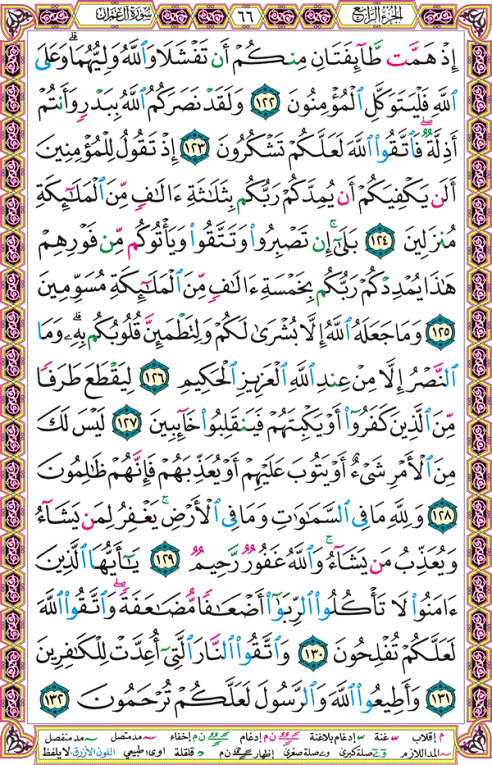 الجزء الرابع
٦٦
سورة آل عمران
إِذْ هَمَّت طَّآئِفَتَانِ مِنكُمْ أَن تَفْشَلَا وَٱللَّهُ وَلِيُّهُمَا ۗ وَعَلَى
ٱللَّهِ فَلْيَتَوَكَّلِ ٱلْمُؤْمِنُونَ ١٢٢ وَلَقَدْ نَصَرَكُمُ ٱللَّهُ بِبَدْرٍ وَأَنتُمْ
أَذِلَّةٌ ۖ فَٱتَّقُوا۟ ٱللَّهَ لَعَلَّكُمْ تَشْكُرُونَ ١٢٣ إِذْ تَقُولُ لِلْمُؤْمِنِينَ
أَلَن يَكْفِيَكُمْ أَن يُمِدَّكُمْ رَبُّكُم بِثَلَـٰثَةِ ءَالَـٰفٍ مِّنَ ٱلْمَلَـٰٓئِكَةِ
مُنزَلِينَ ١٢٤ بَلَىٰٓ ۚ إِن تَصْبِرُوا۟ وَتَتَّقُوا۟ وَيَأْتُوكُم مِّن فَوْرِهِمْ
هَـٰذَا يُمْدِدْكُمْ رَبُّكُم بِخَمْسَةِ ءَالَـٰفٍ مِّنَ ٱلْمَلَـٰٓئِكَةِ مُسَوِّمِينَ
١٢٥ وَمَا جَعَلَهُ ٱللَّهُ إِلَّا بُشْرَىٰ لَكُمْ وَلِتَطْمَئِنَّ قُلُوبُكُم بِهِۦ ۗ وَمَا
ٱلنَّصْرُ إِلَّا مِنْ عِندِ ٱللَّهِ ٱلْعَزِيزِ ٱلْحَكِيمِ ١٢٦ لِيَقْطَعَ طَرَفًا
مِّنَ ٱلَّذِينَ كَفَرُوٓا۟ أَوْ يَكْبِتَهُمْ فَيَنقَلِبُوا۟ خَآئِبِينَ ١٢٧ لَيْسَ لَكَ
مِنَ ٱلْأَمْرِ شَىْءٌ أَوْ يَتُوبَ عَلَيْهِمْ أَوْ يُعَذِّبَهُمْ فَإِنَّهُمْ ظَـٰلِمُونَ
١٢٨ وَلِلَّهِ مَا فِى ٱلسَّمَـٰوَٰتِ وَمَا فِى ٱلْأَرْضِ ۚ يَغْفِرُ لِمَن يَشَآءُ
وَيُعَذِّبُ مَن يَشَآءُ ۚ وَٱللَّهُ غَفُورٌ رَّحِيمٌ ١٢٩ يَـٰٓأَيُّهَا ٱلَّذِينَ
ءَامَنُوا۟ لَا تَأْكُلُوا۟ ٱلرِّبَوٰٓا۟ أَضْعَـٰفًا مُّضَـٰعَفَةً ۖ وَٱتَّقُوا۟ ٱللَّهَ
لَعَلَّكُمْ تُفْلِحُونَ ١٣٠ وَٱتَّقُوا۟ ٱلنَّارَ ٱلَّتِىٓ أُعِدَّتْ لِلْكَـٰفِرِينَ
١٣١ وَأَطِيعُوا۟ ٱللَّهَ وَٱلرَّسُولَ لَعَلَّكُمْ تُرْحَمُونَ ١٣٢
م إقلاب غنة إدغام بلاغنة ن م إدغام ن م إخفاء مد متصل مد منفصل
المد اللازم صلة كبرى صلة صغرى إظهار ن م قلقلة اوى: طبيعي اللون الأزرق: لا يلفظ